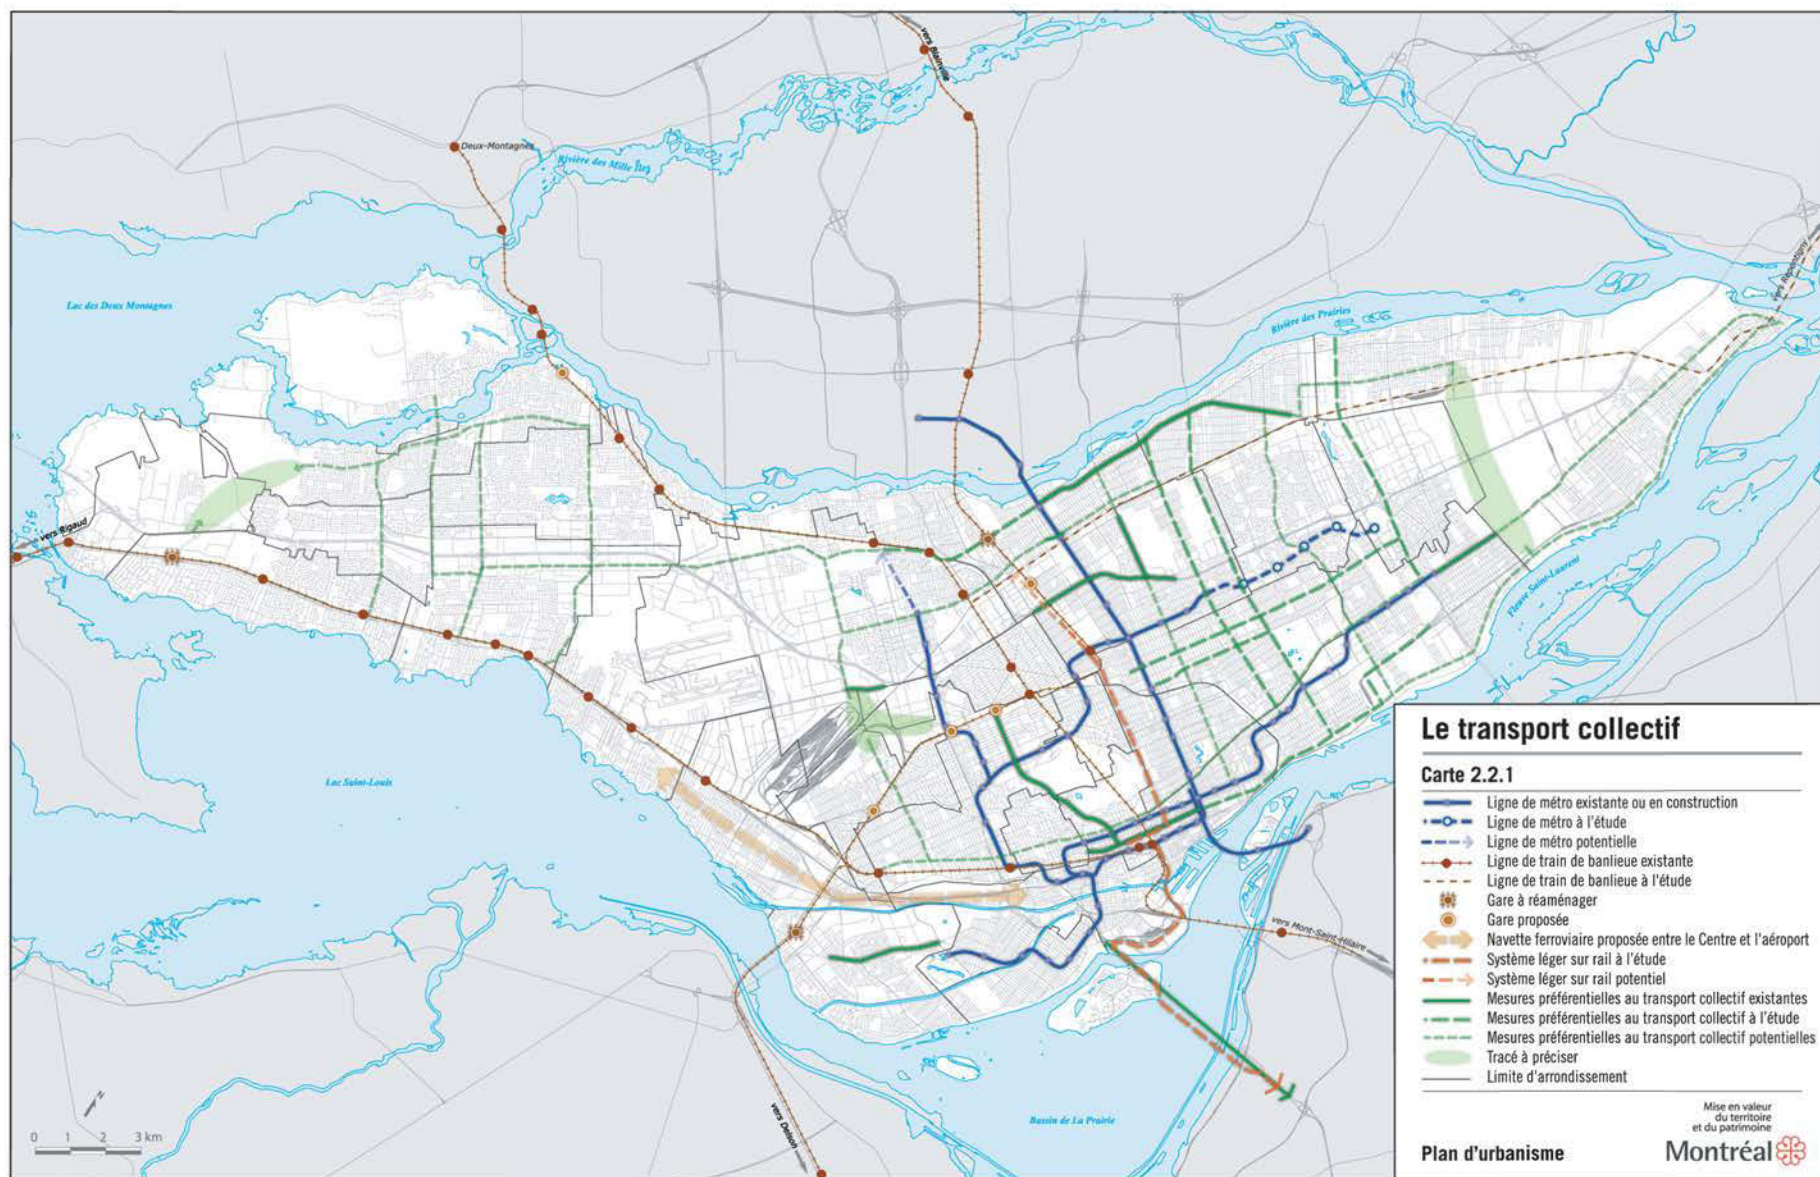 vers Blainville
Deux-Montagnes
Rivière des Mille Îles
vers Repentigny
Lac des Deux Montagnes
Rivière des Prairies
vers Rigaud
Fleuve Saint-Laurent
Lac Saint-Louis
vers Mont-Saint-Hilaire
Bassin de La Prairie
vers Delson
N
0 1 2 3 km
Le transport collectif
Carte 2.2.1
Ligne de métro existante ou en construction
Ligne de métro à l'étude
Ligne de métro potentielle
Ligne de train de banlieue existante
Ligne de train de banlieue à l'étude
Gare à réaménager
Gare proposée
Navette ferroviaire proposée entre le Centre et l'aéroport
Système léger sur rail à l'étude
Système léger sur rail potentiel
Mesures préférentielles au transport collectif existantes
Mesures préférentielles au transport collectif à l'étude
Mesures préférentielles au transport collectif potentielles
Tracé à préciser
Limite d'arrondissement
Mise en valeur
du territoire
et du patrimoine
Plan d'urbanisme
Montréal